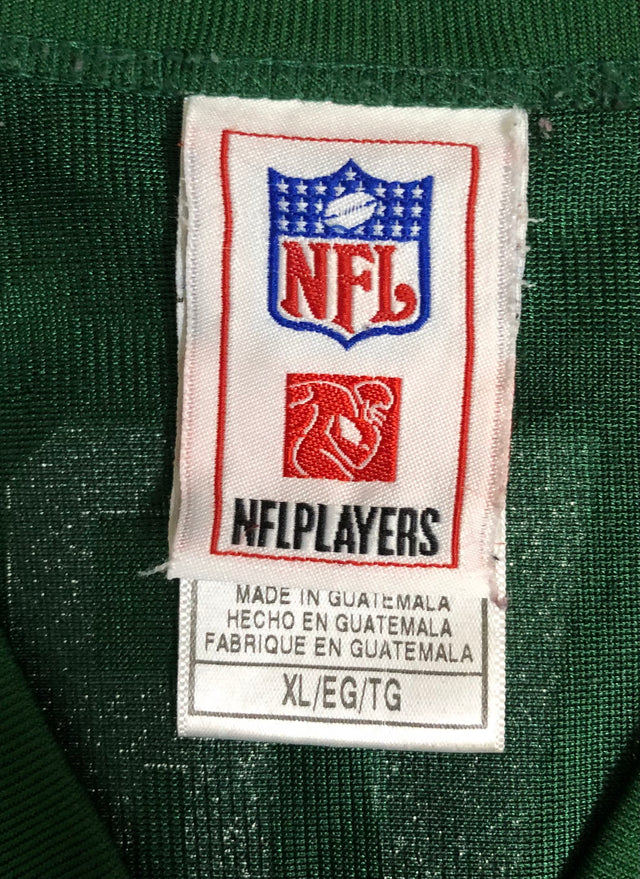 NFL
NFLPLAYERS
MADE IN GUATEMALA
HECHO EN GUATEMALA
FABRIQUE EN GUATEMALA
XL/EG/TG